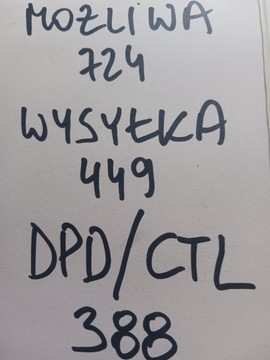 MOŻLIWA
724
WYSYŁKA
449
DPD/CTL
388